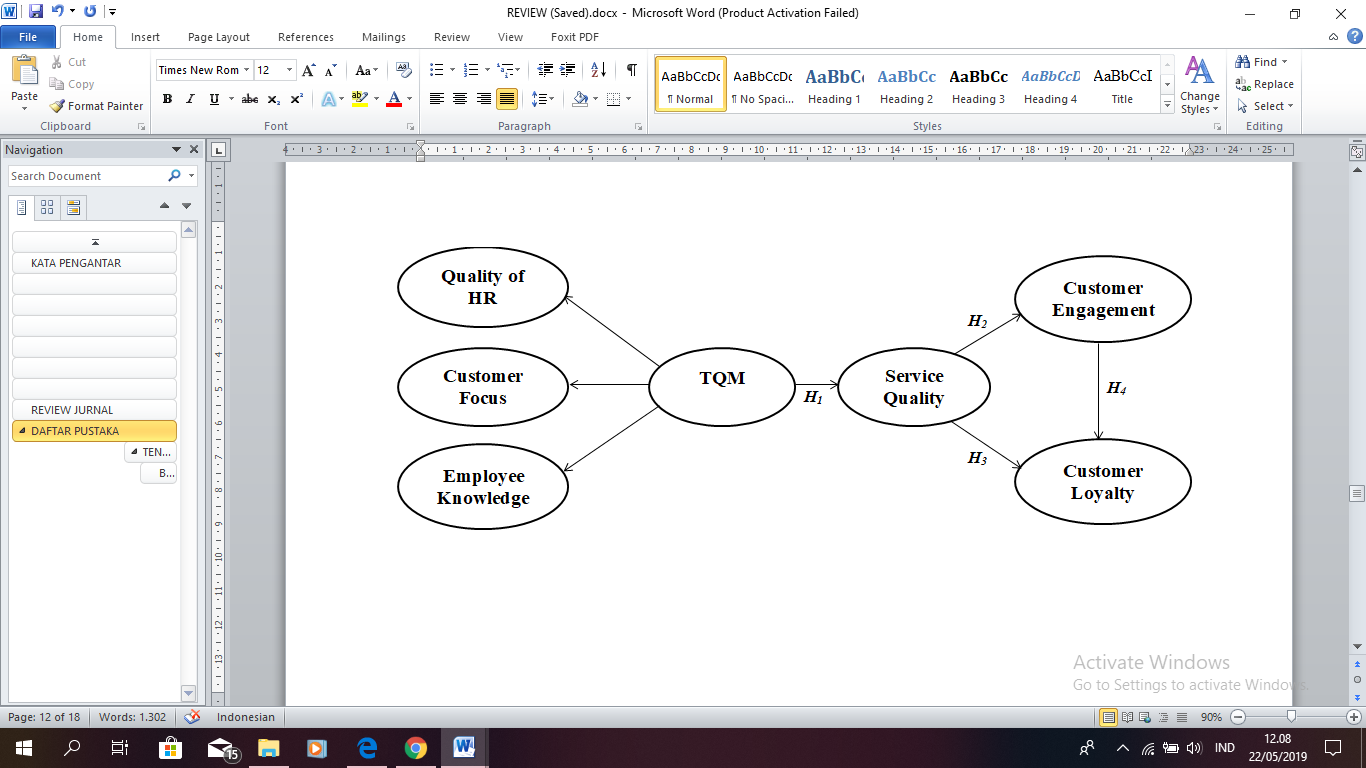 REVIEW (Saved).docx - Microsoft Word (Product Activation Failed)
File Home Insert Page Layout References Mailings Review View Foxit PDF
Paste
Cut
Copy
Format Painter
Clipboard
Times New Rom 12
Font
Paragraph
AaBbCcDc AaBbCcDc AaBbC AaBbCc AaBbCc AaBbCcD AaBbCcI
¶ Normal ¶ No Spaci... Heading 1 Heading 2 Heading 3 Heading 4 Title
Styles
Change
Styles
Find
Replace
Select
Editing
Navigation
Search Document
KATA PENGANTAR
REVIEW JURNAL
DAFTAR PUSTAKA
TEN...
B...
Quality of
HR
Customer
Focus
Employee
Knowledge
TQM
H1
Service
Quality
H2
H3
Customer
Engagement
H4
Customer
Loyalty
Activate Windows
Go to Settings to activate Windows.
Page: 12 of 18 Words: 1.302 Indonesian 90%
15
IND
12.08
22/05/2019